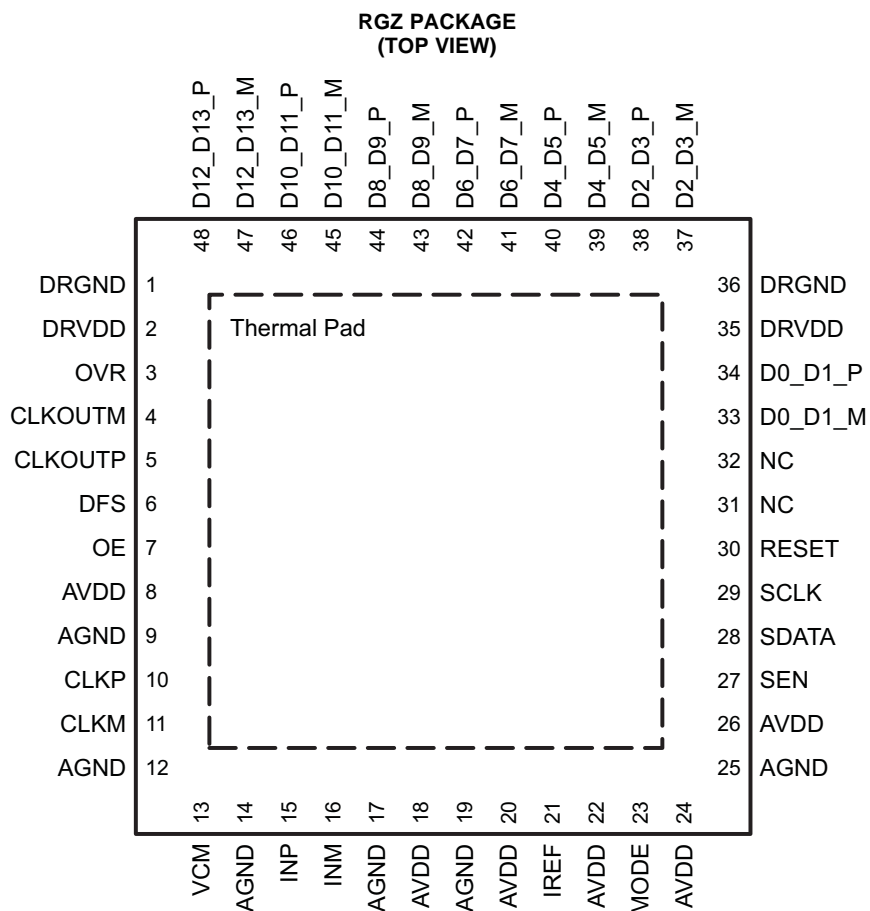 RGZ PACKAGE
(TOP VIEW)
D12_D13_P
D12_D13_M
D10_D11_P
D10_D11_M
D8_D9_P
D8_D9_M
D6_D7_P
D6_D7_M
D4_D5_P
D4_D5_M
D2_D3_P
D2_D3_M
48 47 46 45 44 43 42 41 40 39 38 37
DRGND 1 36 DRGND
DRVDD 2 Thermal Pad 35 DRVDD
OVR 3 34 D0_D1_P
CLKOUTM 4 33 D0_D1_M
CLKOUTP 5 32 NC
DFS 6 31 NC
OE 7 30 RESET
AVDD 8 29 SCLK
AGND 9 28 SDATA
CLKP 10 27 SEN
CLKM 11 26 AVDD
AGND 12 25 AGND
13 14 15 16 17 18 19 20 21 22 23 24
VCM
AGND
INP
INM
AGND
AVDD
AGND
AVDD
IREF
AVDD
MODE
AVDD